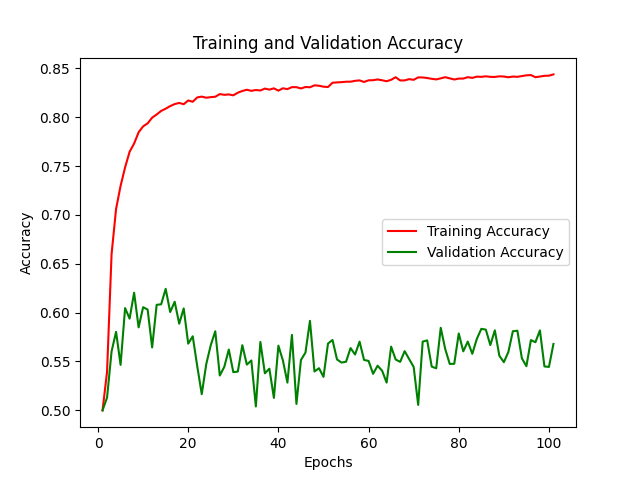 Training and Validation Accuracy
0.85
0.80
0.75
0.70
0.65
0.60
0.55
0.50
Accuracy
Training Accuracy
Validation Accuracy
0 20 40 60 80 100
Epochs